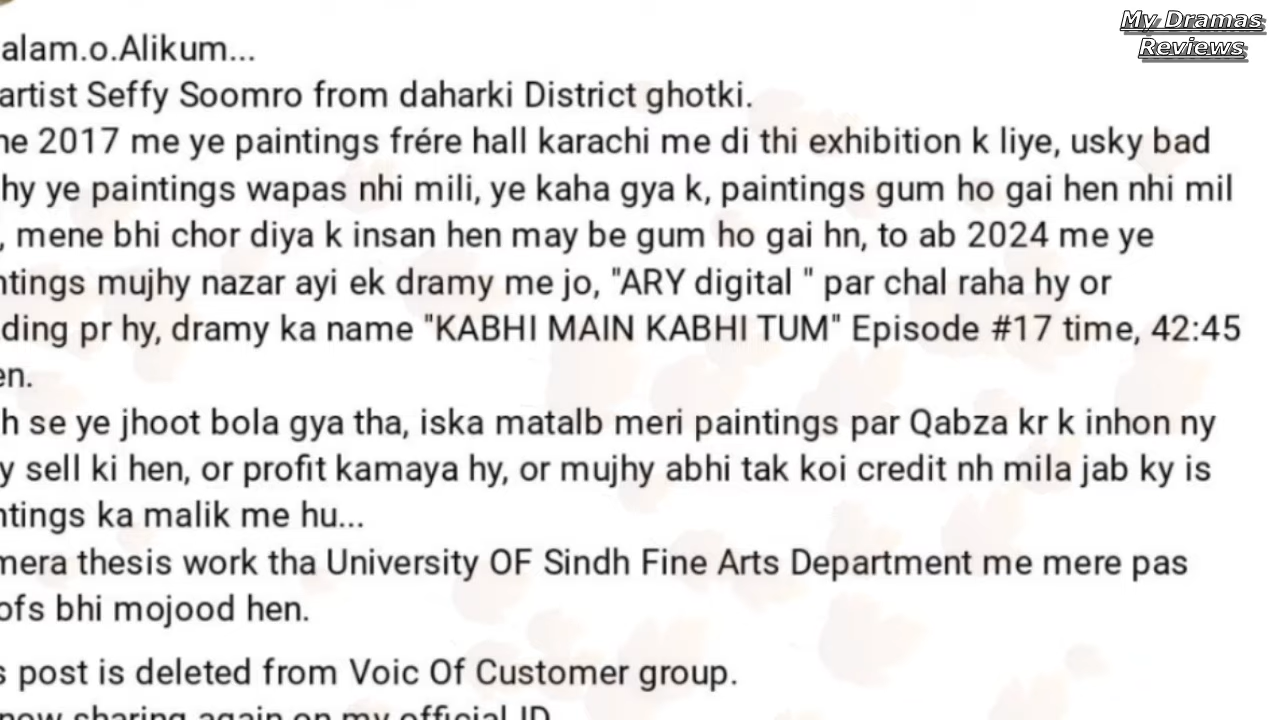 My Dramas
Reviews
alam.o.Alikum...
artist Seffy Soomro from daharki District ghotki.
ne 2017 me ye paintings frére hall karachi me di thi exhibition k liye, usky bad
hy ye paintings wapas nhi mili, ye kaha gya k, paintings gum ho gai hen nhi mil
, mene bhi chor diya k insan hen may be gum ho gai hn, to ab 2024 me ye
ntings mujhy nazar ayi ek dramy me jo, "ARY digital " par chal raha hy or
ding pr hy, dramy ka name "KABHI MAIN KABHI TUM" Episode #17 time, 42:45
en.
h se ye jhoot bola gya tha, iska matalb meri paintings par Qabza kr k inhon ny
y sell ki hen, or profit kamaya hy, or mujhy abhi tak koi credit nh mila jab ky is
ntings ka malik me hu...
mera thesis work tha University OF Sindh Fine Arts Department me mere pas
ofs bhi mojood hen.
s post is deleted from Voic Of Customer group.
now sharing again on my official ID